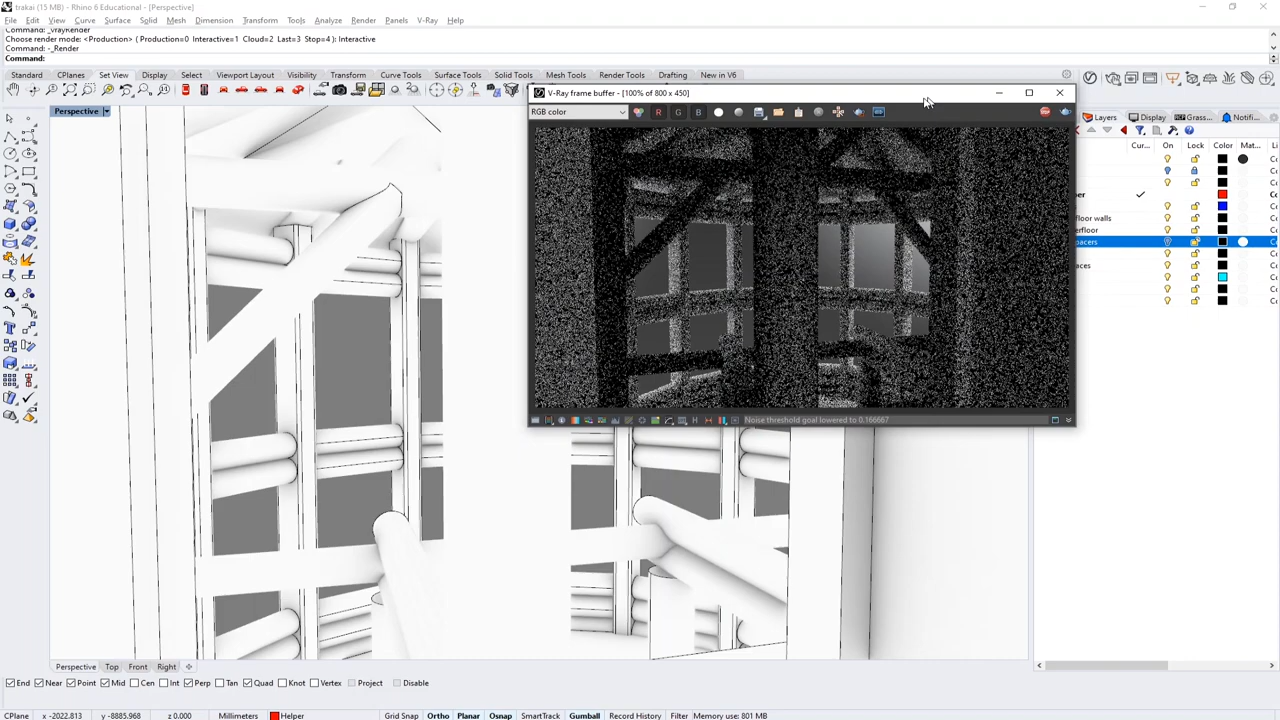 trakai (15 MB) - Rhino 6 Educational - [Perspective]
File Edit View Curve Surface Solid Mesh Dimension Transform Tools Analyze Render Panels V-Ray Help
Command: _vrayRender
Choose render mode: <Production> ( Production=0 Interactive=1 Cloud=2 Last=3 Stop=4 ): Interactive
Command: -_Render
Command:
Standard CPlanes Set View Display Select Viewport Layout Visibility Transform Curve Tools Surface Tools Solid Tools Mesh Tools Render Tools Drafting New in V6
V-Ray frame buffer - [100% of 800 x 450]
RGB color R G B
Perspective
Layers Display Grass... Notifi...
Cur... On Lock Color Mat... Li
floor walls
erfloor
pacers
aces
H
Noise threshold goal lowered to 0.166667
Perspective Top Front Right
End Near Point Mid Cen Int Perp Tan Quad Knot Vertex Project Disable
CPlane x -2022.813 y -8885.968 z 0.000 Millimeters Helper Grid Snap Ortho Planar Osnap SmartTrack Gumball Record History Filter Memory use: 801 MB